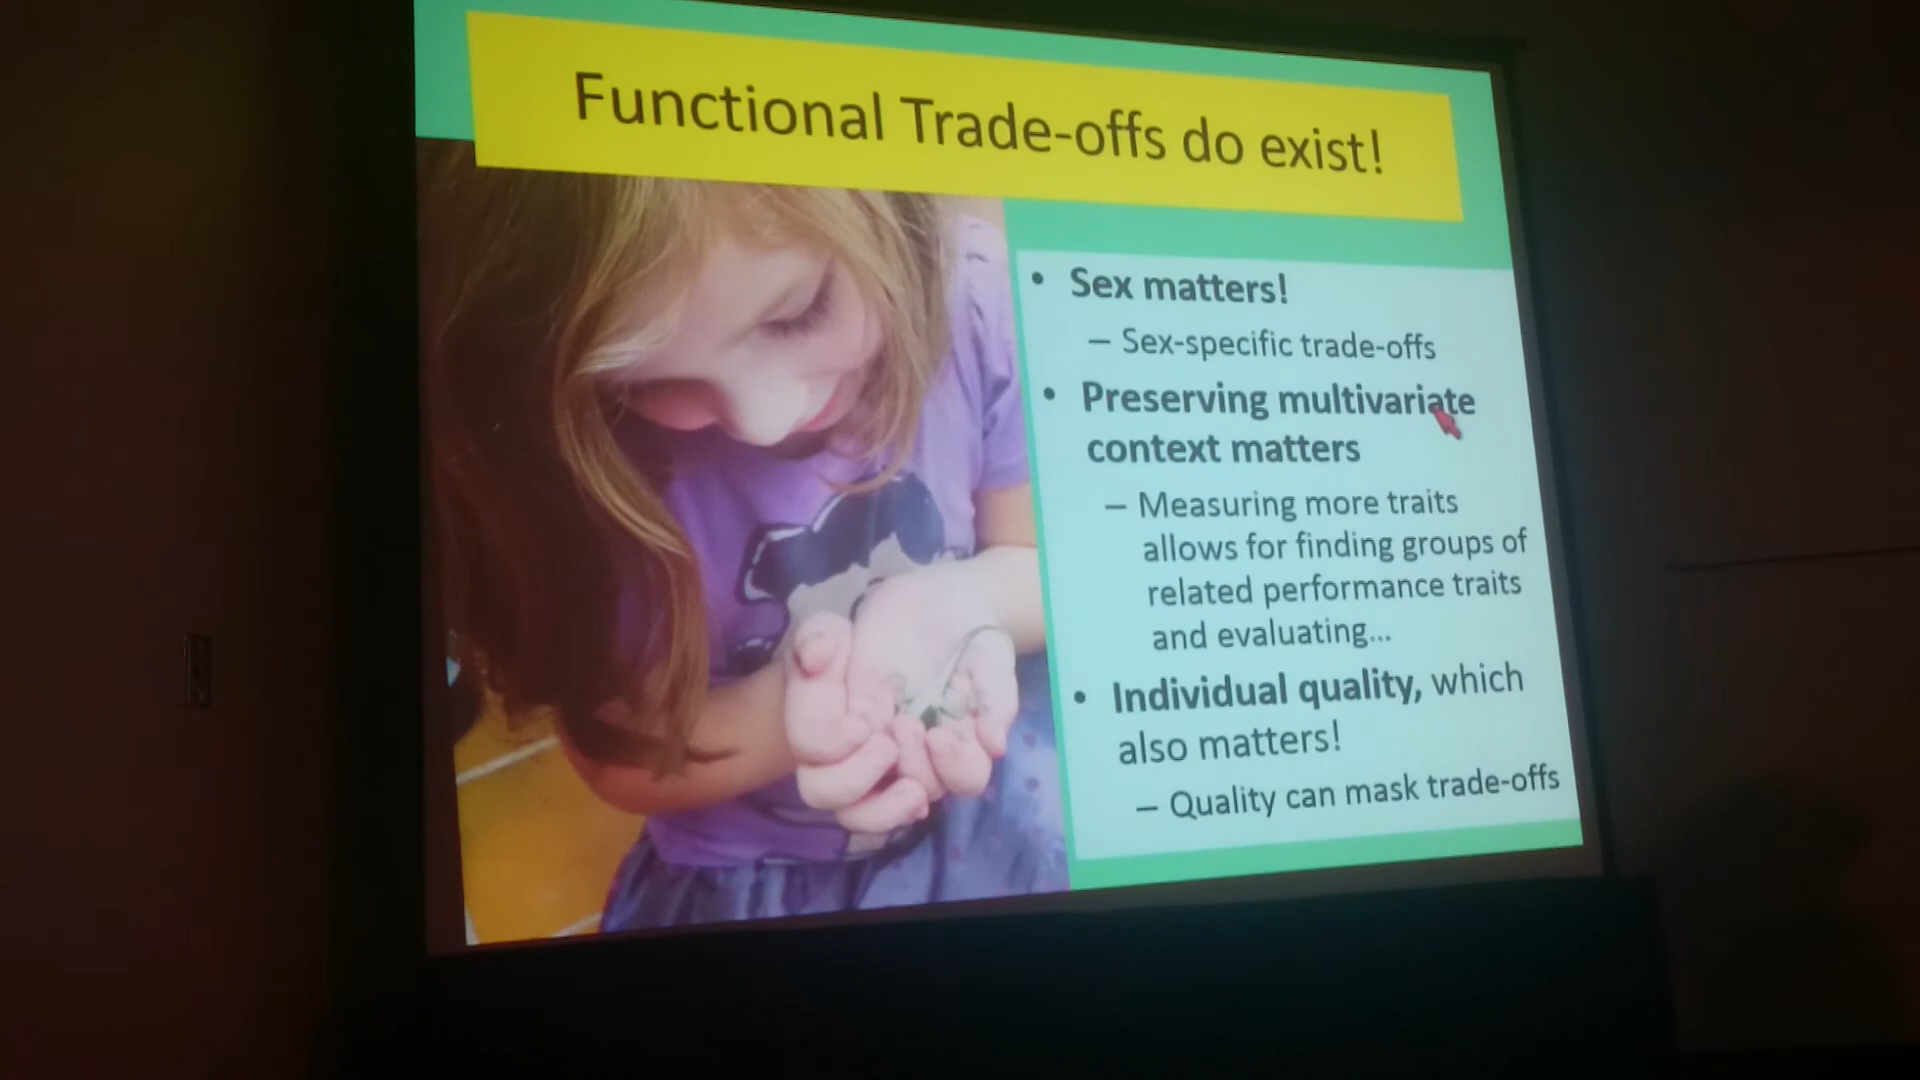 Functional Trade-offs do exist!
• Sex matters!
– Sex-specific trade-offs
• Preserving multivariate
context matters
– Measuring more traits
allows for finding groups of
related performance traits
and evaluating...
• Individual quality, which
also matters!
– Quality can mask trade-offs